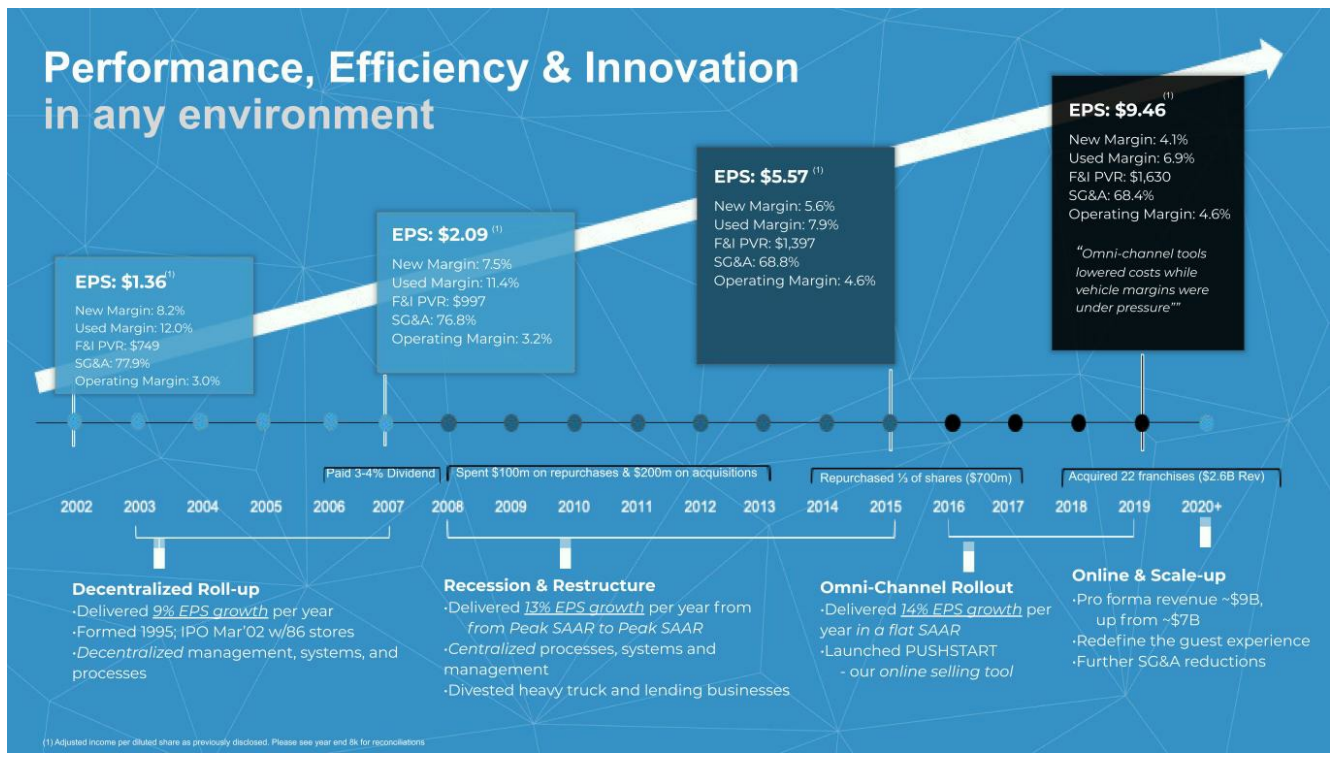 Performance, Efficiency & Innovation
in any environment
EPS: $1.36(1)
New Margin: 8.2%
Used Margin: 12.0%
F&I PVR: $749
SG&A: 77.9%
Operating Margin: 3.0%
EPS: $2.09 (1)
New Margin: 7.5%
Used Margin: 11.4%
F&I PVR: $997
SG&A: 76.8%
Operating Margin: 3.2%
EPS: $5.57 (1)
New Margin: 5.6%
Used Margin: 7.9%
F&I PVR: $1,397
SG&A: 68.8%
Operating Margin: 4.6%
EPS: $9.46 (1)
New Margin: 4.1%
Used Margin: 6.9%
F&I PVR: $1,630
SG&A: 68.4%
Operating Margin: 4.6%
“Omni-channel tools
lowered costs while
vehicle margins were
under pressure””
Paid 3-4% Dividend
Spent $100m on repurchases & $200m on acquisitions
Repurchased ⅓ of shares ($700m)
Acquired 22 franchises ($2.6B Rev)
2002 2003 2004 2005 2006 2007 2008 2009 2010 2011 2012 2013 2014 2015 2016 2017 2018 2019 2020+
Decentralized Roll-up
·Delivered 9% EPS growth per year
·Formed 1995; IPO Mar’02 w/86 stores
·Decentralized management, systems, and
processes
Recession & Restructure
·Delivered 13% EPS growth per year from
from Peak SAAR to Peak SAAR
·Centralized processes, systems and
management
·Divested heavy truck and lending businesses
Omni-Channel Rollout
·Delivered 14% EPS growth per
year in a flat SAAR
·Launched PUSHSTART
- our online selling tool
Online & Scale-up
·Pro forma revenue ~$9B,
up from ~$7B
·Redefine the guest experience
·Further SG&A reductions
(1) Adjusted income per diluted share as previously disclosed. Please see year end 8k for reconciliations